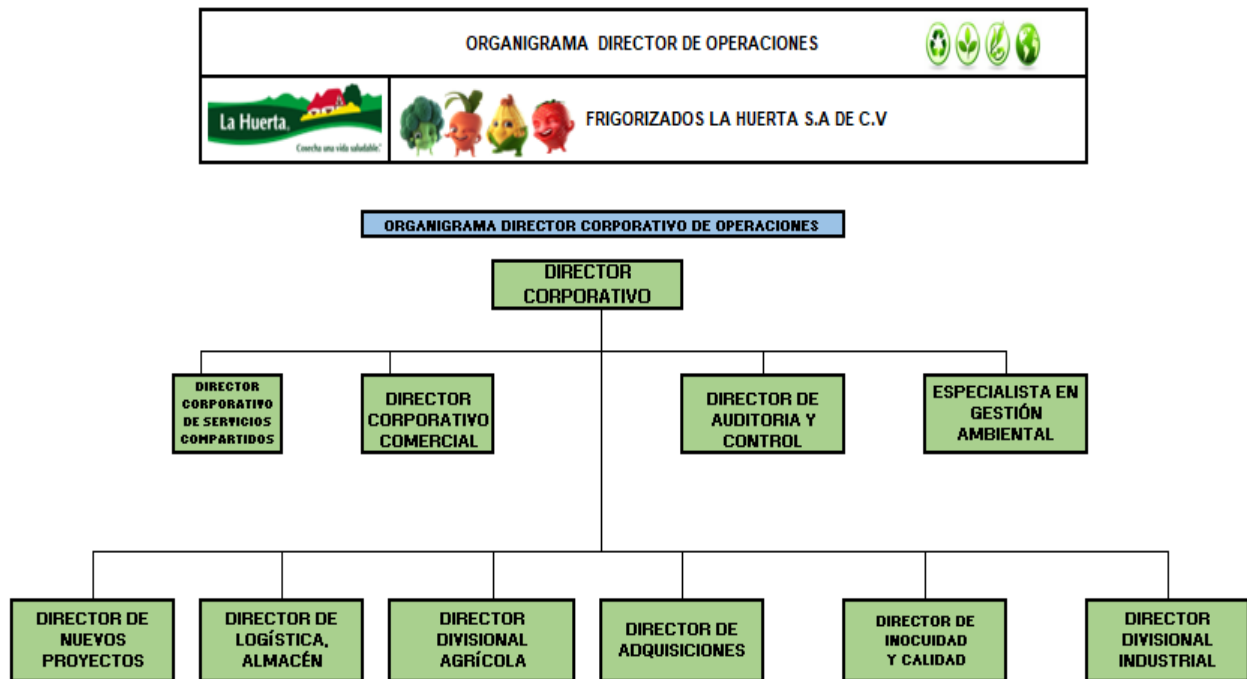 ORGANIGRAMA DIRECTOR DE OPERACIONES
La Huerta.
Cosecha una vida saludable.
FRIGORIZADOS LA HUERTA S.A DE C.V
ORGANIGRAMA DIRECTOR CORPORATIVO DE OPERACIONES
DIRECTOR
CORPORATIVO
DIRECTOR
CORPORATIVO
DE SERVICIOS
COMPARTIDOS
DIRECTOR
CORPORATIVO
COMERCIAL
DIRECTOR DE
AUDITORIA Y
CONTROL
ESPECIALISTA EN
GESTIÓN
AMBIENTAL
DIRECTOR DE
NUEVOS
PROYECTOS
DIRECTOR DE
LOGÍSTICA,
ALMACÉN
DIRECTOR
DIVISIONAL
AGRÍCOLA
DIRECTOR DE
ADQUISICIONES
DIRECTOR DE
INOCUIDAD
Y CALIDAD
DIRECTOR
DIVISIONAL
INDUSTRIAL